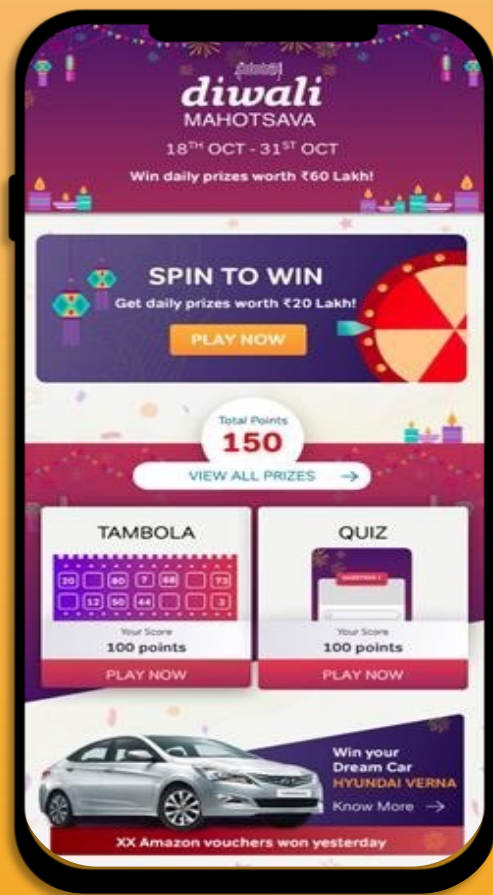 diwali
MAHOTSAVA
18TH OCT - 31ST OCT
Win daily prizes worth ₹60 Lakh!
SPIN TO WIN
Get daily prizes worth ₹20 Lakh!
PLAY NOW
Total Points
150
VIEW ALL PRIZES →
TAMBOLA
20 80 7 68 73
12 50 44 3
Your Score
100 points
PLAY NOW
QUIZ
QUESTION 1
Your Score
100 points
PLAY NOW
Win your
Dream Car
HYUNDAI VERNA
Know More →
XX Amazon vouchers won yesterday